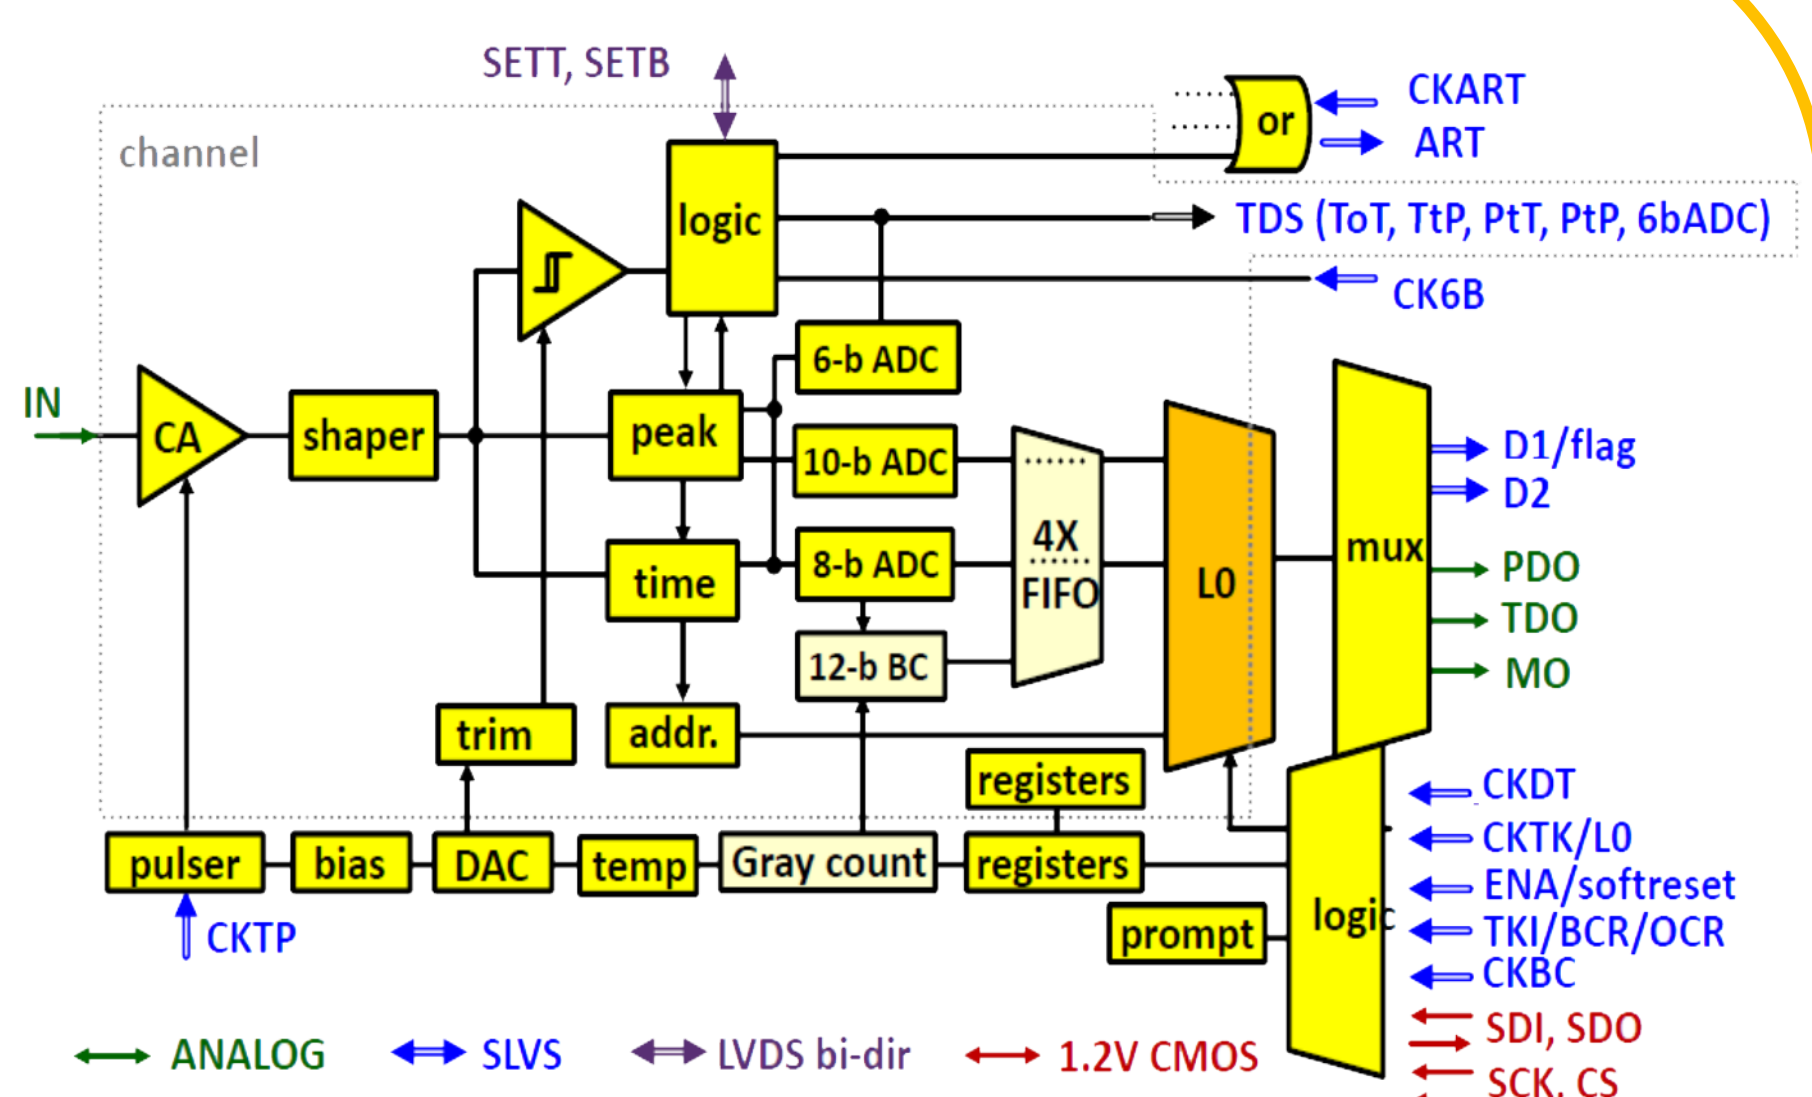 SETT, SETB
CKART
or
ART
channel
logic
TDS (ToT, TtP, PtT, PtP, 6bADC)
CK6B
6-b ADC
IN
CA
shaper
peak
10-b ADC
D1/flag
D2
4X
FIFO
mux
8-b ADC
time
L0
PDO
TDO
MO
12-b BC
trim
addr.
registers
CKDT
pulser
bias
DAC
temp
Gray count
registers
CKTK/L0
ENA/softreset
logic
prompt
TKI/BCR/OCR
CKTP
CKBC
SDI, SDO
ANALOG
SLVS
LVDS bi-dir
1.2V CMOS
SCK, CS